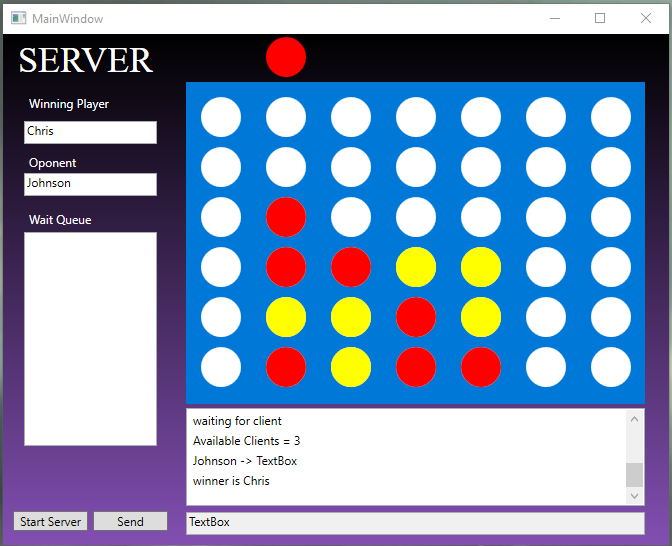 MainWindow
SERVER
Winning Player
Chris
Oponent
Johnson
Wait Queue
waiting for client
Available Clients = 3
Johnson -> TextBox
winner is Chris
Start Server
Send
TextBox